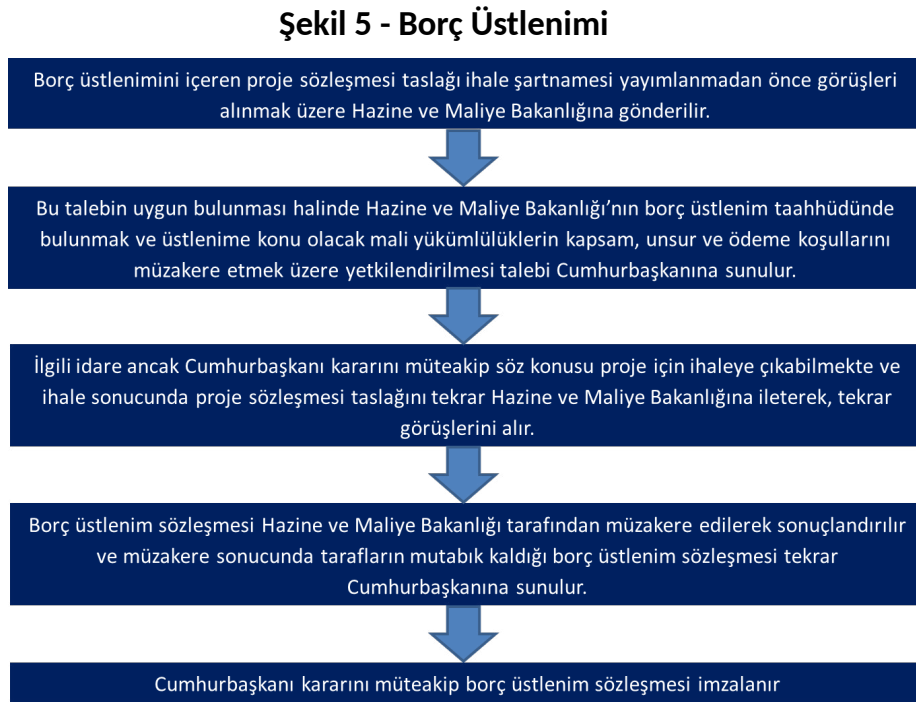 Şekil 5 - Borç Üstlenimi
Borç üstlenimini içeren proje sözleşmesi taslağı ihale şartnamesi yayımlanmadan önce görüşleri
alınmak üzere Hazine ve Maliye Bakanlığına gönderilir.
Bu talebin uygun bulunması halinde Hazine ve Maliye Bakanlığı’nın borç üstlenim taahhüdünde
bulunmak ve üstlenime konu olacak mali yükümlülüklerin kapsam, unsur ve ödeme koşullarını
müzakere etmek üzere yetkilendirilmesi talebi Cumhurbaşkanına sunulur.
İlgili idare ancak Cumhurbaşkanı kararını müteakip söz konusu proje için ihaleye çıkabilmekte ve
ihale sonucunda proje sözleşmesi taslağını tekrar Hazine ve Maliye Bakanlığına ileterek, tekrar
görüşlerini alır.
Borç üstlenim sözleşmesi Hazine ve Maliye Bakanlığı tarafından müzakere edilerek sonuçlandırılır
ve müzakere sonucunda tarafların mutabık kaldığı borç üstlenim sözleşmesi tekrar
Cumhurbaşkanına sunulur.
Cumhurbaşkanı kararını müteakip borç üstlenim sözleşmesi imzalanır